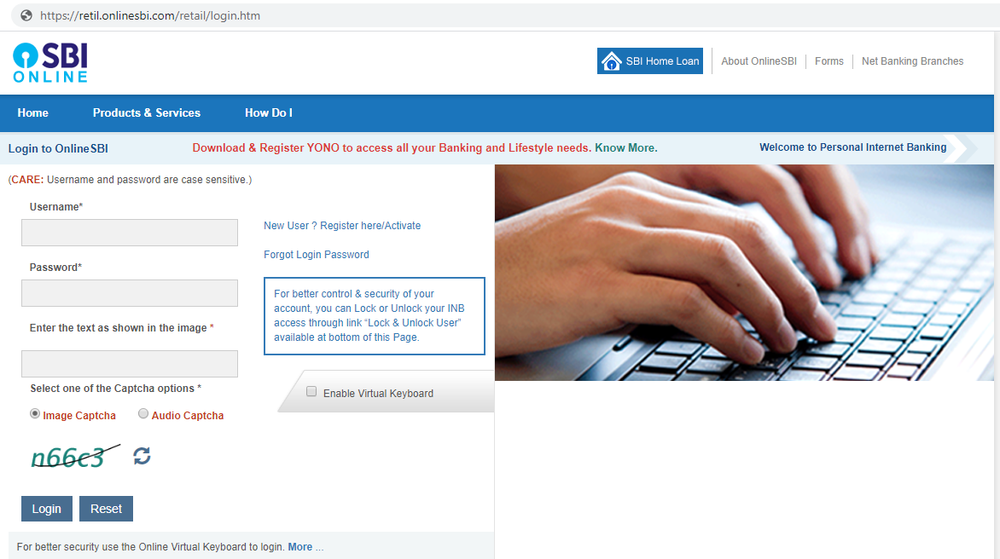 https://retil.onlinesbi.com/retail/login.htm
SBI
ONLINE
SBI Home Loan
About OnlineSBI
Forms
Net Banking Branches
Home
Products & Services
How Do I
Login to OnlineSBI
Download & Register YONO to access all your Banking and Lifestyle needs. Know More.
Welcome to Personal Internet Banking
(CARE: Username and password are case sensitive.)
Username*
New User ? Register here/Activate
Forgot Login Password
Password*
For better control & security of your
account, you can Lock or Unlock your INB
access through link “Lock & Unlock User”
available at bottom of this Page.
Enter the text as shown in the image *
Select one of the Captcha options *
Enable Virtual Keyboard
Image Captcha
Audio Captcha
n66c3
Login
Reset
For better security use the Online Virtual Keyboard to login. More ...